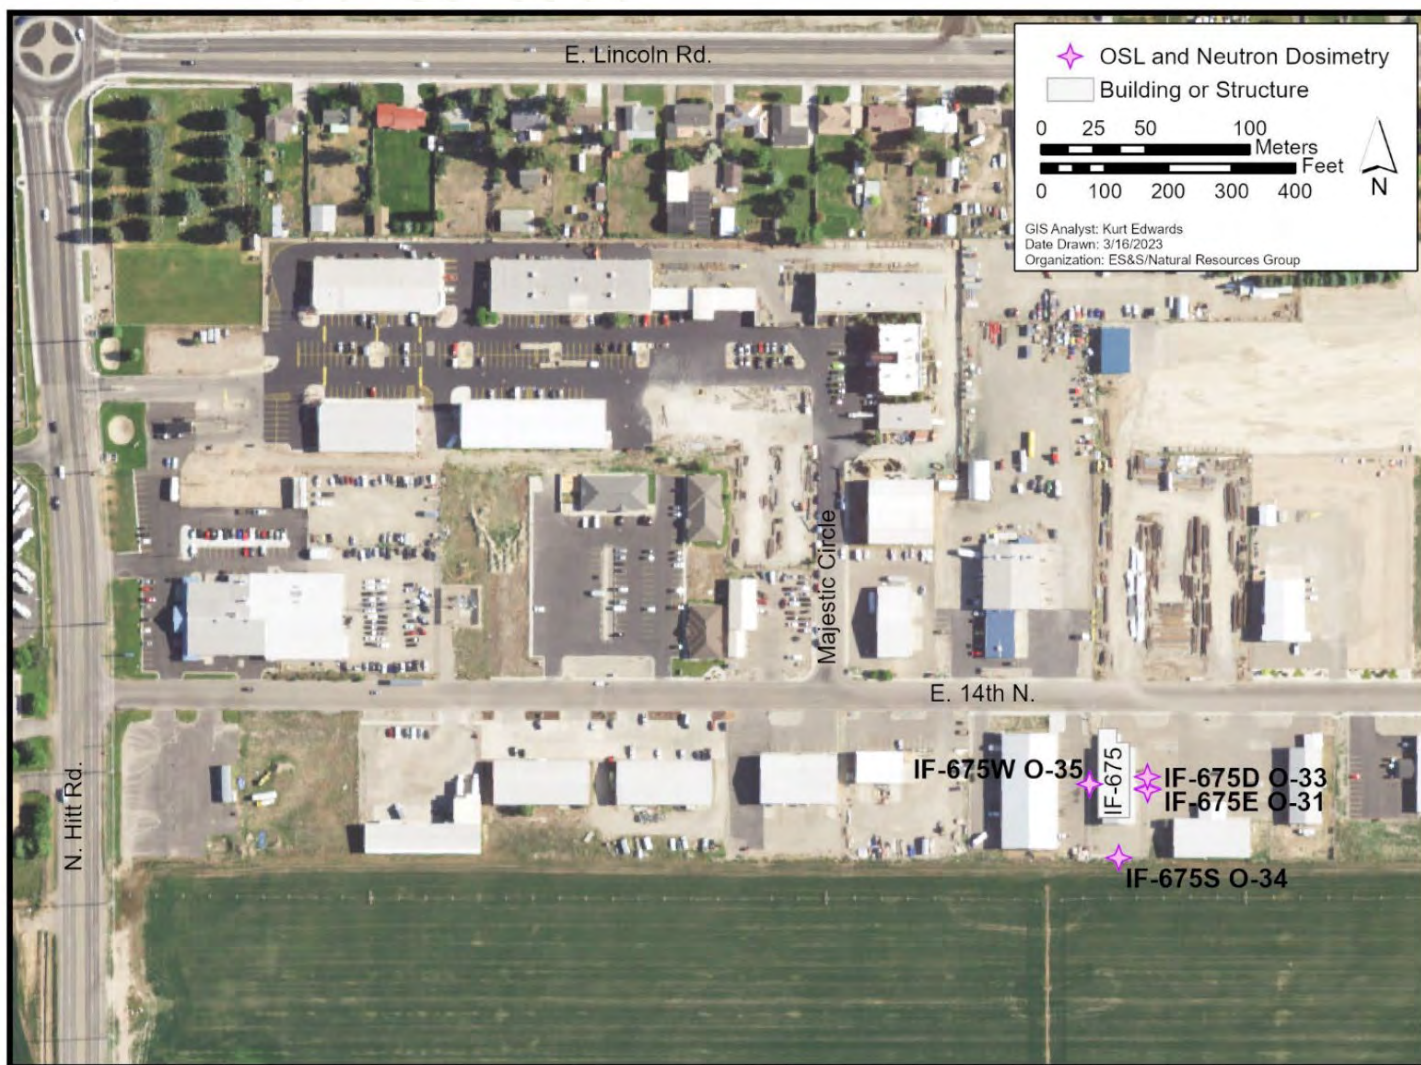 E. Lincoln Rd.
OSL and Neutron Dosimetry
Building or Structure
0 25 50 100
Meters
Feet
0 100 200 300 400
N
GIS Analyst: Kurt Edwards
Date Drawn: 3/16/2023
Organization: ES&S/Natural Resources Group
Majestic Circle
E. 14th N.
N. Hitt Rd.
IF-675W O-35
IF-675
IF-675D O-33
IF-675E O-31
IF-675S O-34